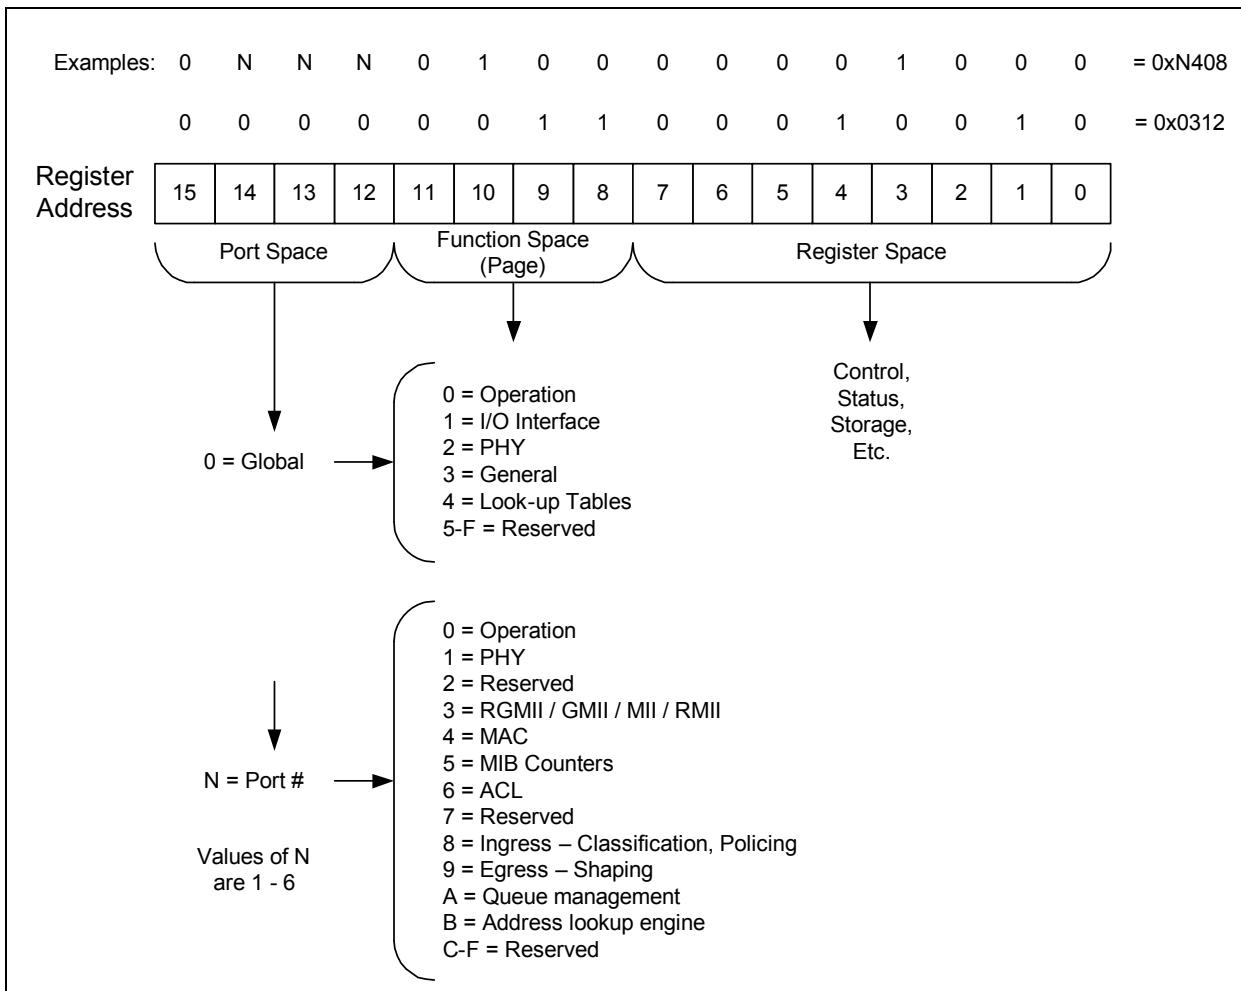 Examples: 0 N N N 0 1 0 0 0 0 0 0 1 0 0 0 = 0xN408
0 0 0 0 0 0 1 1 0 0 0 1 0 0 1 0 = 0x0312
Register
Address
15 14 13 12 11 10 9 8 7 6 5 4 3 2 1 0
Port Space
Function Space
(Page)
Register Space
Control,
Status,
Storage,
Etc.
0 = Global
0 = Operation
1 = I/O Interface
2 = PHY
3 = General
4 = Look-up Tables
5-F = Reserved
N = Port #
Values of N
are 1 - 6
0 = Operation
1 = PHY
2 = Reserved
3 = RGMII / GMII / MII / RMII
4 = MAC
5 = MIB Counters
6 = ACL
7 = Reserved
8 = Ingress – Classification, Policing
9 = Egress – Shaping
A = Queue management
B = Address lookup engine
C-F = Reserved